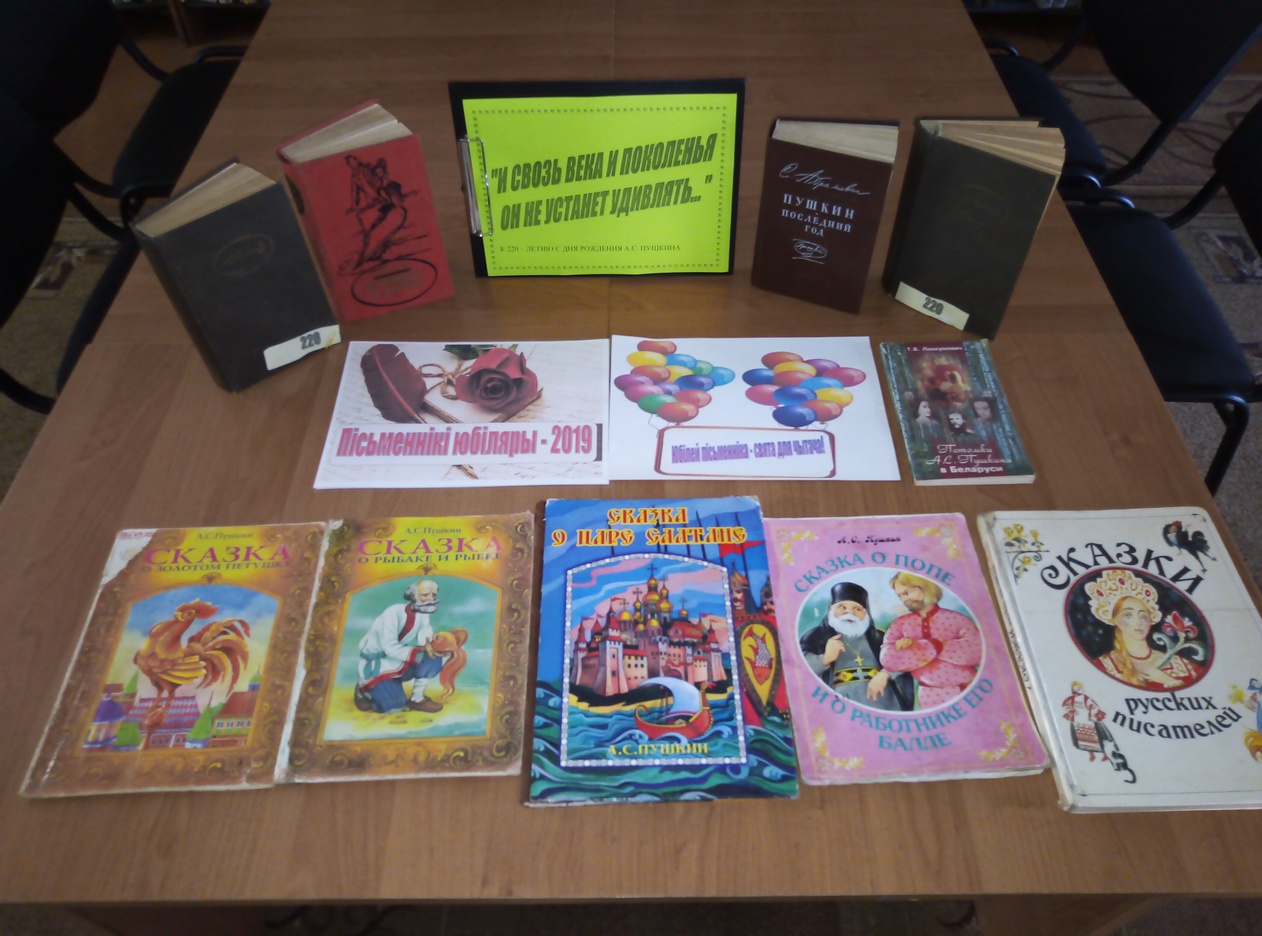 "И СВОЗЬ ВЕКА И ПОКОЛЕНЬЯ
ОН НЕ УСТАНЕТ УДИВЛЯТЬ..."
К 220 – ЛЕТИЮ С ДНЯ РОЖДЕНИЯ А.С. ПУШКИНА
С. Абрамович
ПУШКИН
ПОСЛЕДНИЙ
ГОД
220
220
Пісьменнікі юбіляры - 2019
Юбілей пісьменніка - свята для чытача!
Потомки
А.С. Пушкина
в Беларуси
А.С.Пушкин
СКАЗКА
О ЗОЛОТОМ ПЕТУШКЕ
А.С.Пушкин
СКАЗКА
О РЫБАКЕ И РЫБКЕ
СКАЗКА
О ЦАРЕ САЛТАНЕ
А.С.ПУШКИН
А.С. Пушкин
СКАЗКА О ПОПЕ
И О РАБОТНИКЕ ЕГО
БАЛДЕ
СКАЗКИ
русских
писателей